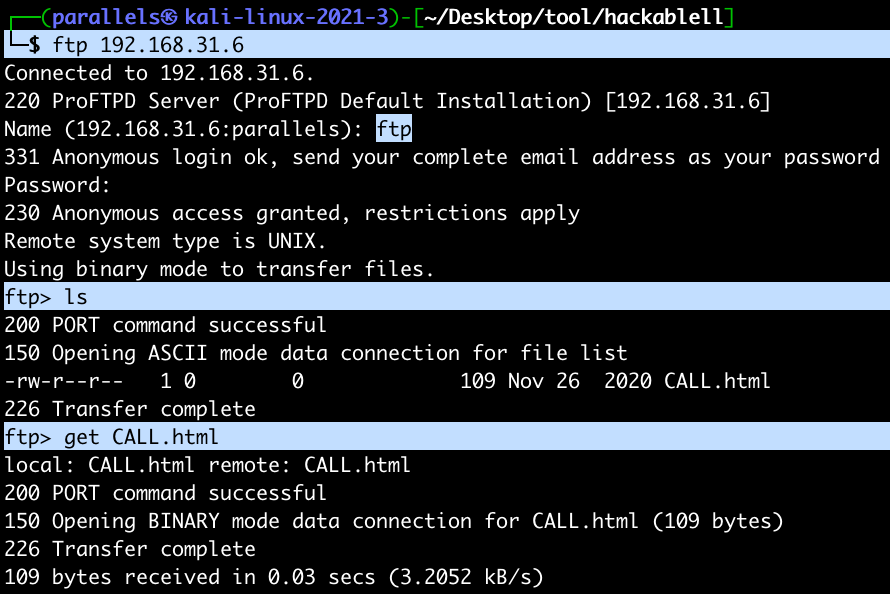 ┌──(parallels㉿kali-linux-2021-3)-[~/Desktop/tool/hackablell]
└─$ ftp 192.168.31.6
Connected to 192.168.31.6.
220 ProFTPD Server (ProFTPD Default Installation) [192.168.31.6]
Name (192.168.31.6:parallels): ftp
331 Anonymous login ok, send your complete email address as your password
Password:
230 Anonymous access granted, restrictions apply
Remote system type is UNIX.
Using binary mode to transfer files.
ftp> ls
200 PORT command successful
150 Opening ASCII mode data connection for file list
-rw-r--r--   1 0        0             109 Nov 26  2020 CALL.html
226 Transfer complete
ftp> get CALL.html
local: CALL.html remote: CALL.html
200 PORT command successful
150 Opening BINARY mode data connection for CALL.html (109 bytes)
226 Transfer complete
109 bytes received in 0.03 secs (3.2052 kB/s)